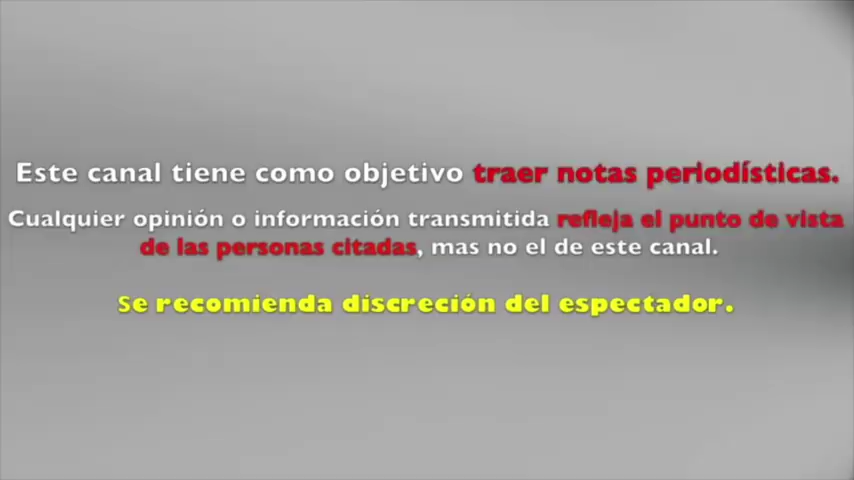 Este canal tiene como objetivo traer notas periodísticas.
Cualquier opinión o información transmitida refleja el punto de vista
de las personas citadas, mas no el de este canal.
Se recomienda discreción del espectador.